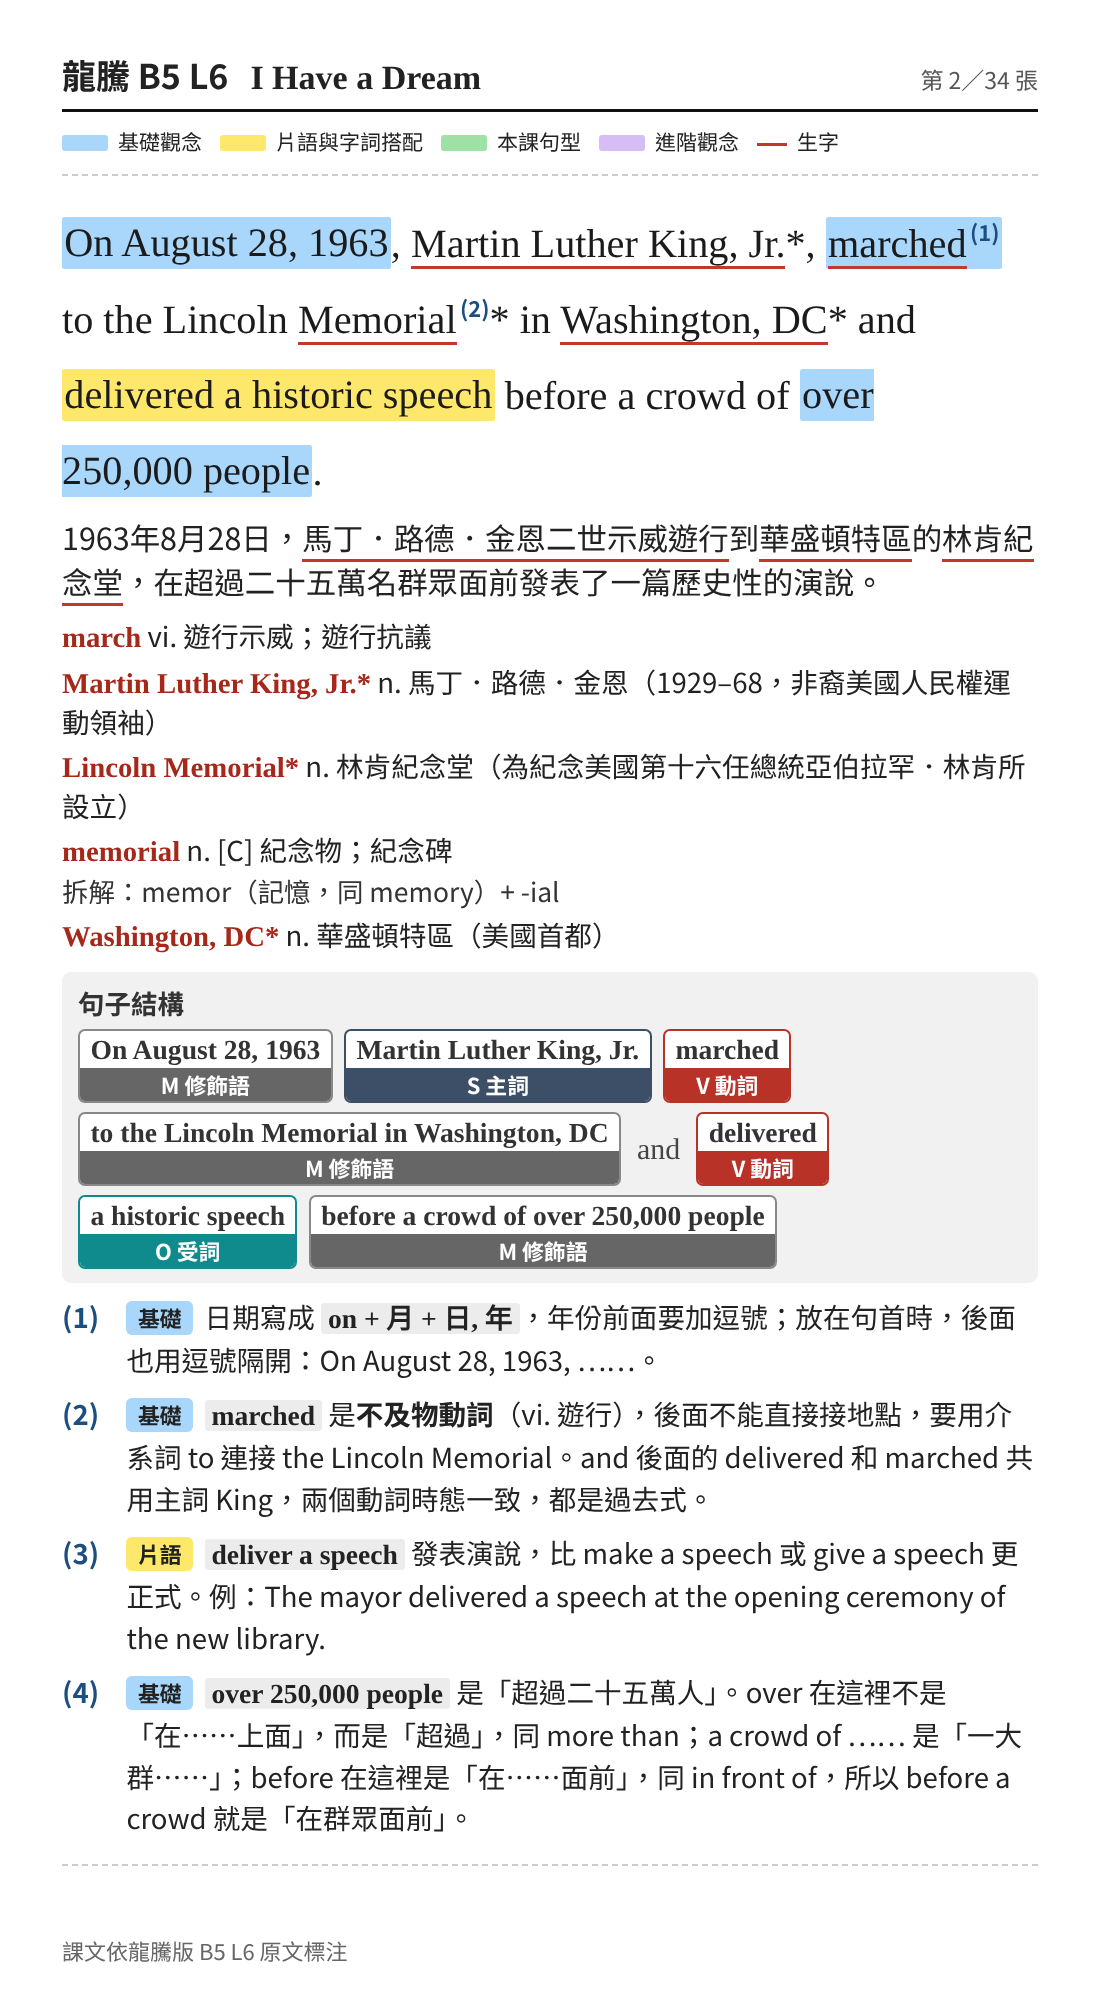 龍騰 B5 L6 I Have a Dream 第 2／34 張
基礎觀念 片語與字詞搭配 本課句型 進階觀念 生字
On August 28, 1963, Martin Luther King, Jr.*, marched(1)
to the Lincoln Memorial(2)* in Washington, DC* and
delivered a historic speech before a crowd of over
250,000 people.
1963年8月28日，馬丁．路德．金恩二世示威遊行到華盛頓特區的林肯紀
念堂，在超過二十五萬名群眾面前發表了一篇歷史性的演說。
march vi. 遊行示威；遊行抗議
Martin Luther King, Jr.* n. 馬丁．路德．金恩（1929–68，非裔美國人民權運
動領袖）
Lincoln Memorial* n. 林肯紀念堂（為紀念美國第十六任總統亞伯拉罕．林肯所
設立）
memorial n. [C] 紀念物；紀念碑
拆解：memor（記憶，同 memory）+ -ial
Washington, DC* n. 華盛頓特區（美國首都）
句子結構
On August 28, 1963 Martin Luther King, Jr. marched
M 修飾語 S 主詞 V 動詞
to the Lincoln Memorial in Washington, DC and delivered
M 修飾語 V 動詞
a historic speech before a crowd of over 250,000 people
O 受詞 M 修飾語
(1) 基礎 日期寫成 on + 月 + 日, 年，年份前面要加逗號；放在句首時，後面
也用逗號隔開：On August 28, 1963, ……。
(2) 基礎 marched 是不及物動詞（vi. 遊行），後面不能直接接地點，要用介
系詞 to 連接 the Lincoln Memorial。and 後面的 delivered 和 marched 共
用主詞 King，兩個動詞時態一致，都是過去式。
(3) 片語 deliver a speech 發表演說，比 make a speech 或 give a speech 更
正式。例：The mayor delivered a speech at the opening ceremony of
the new library.
(4) 基礎 over 250,000 people 是「超過二十五萬人」。over 在這裡不是
「在……上面」，而是「超過」，同 more than；a crowd of …… 是「一大
群……」；before 在這裡是「在……面前」，同 in front of，所以 before a
crowd 就是「在群眾面前」。
課文依龍騰版 B5 L6 原文標注